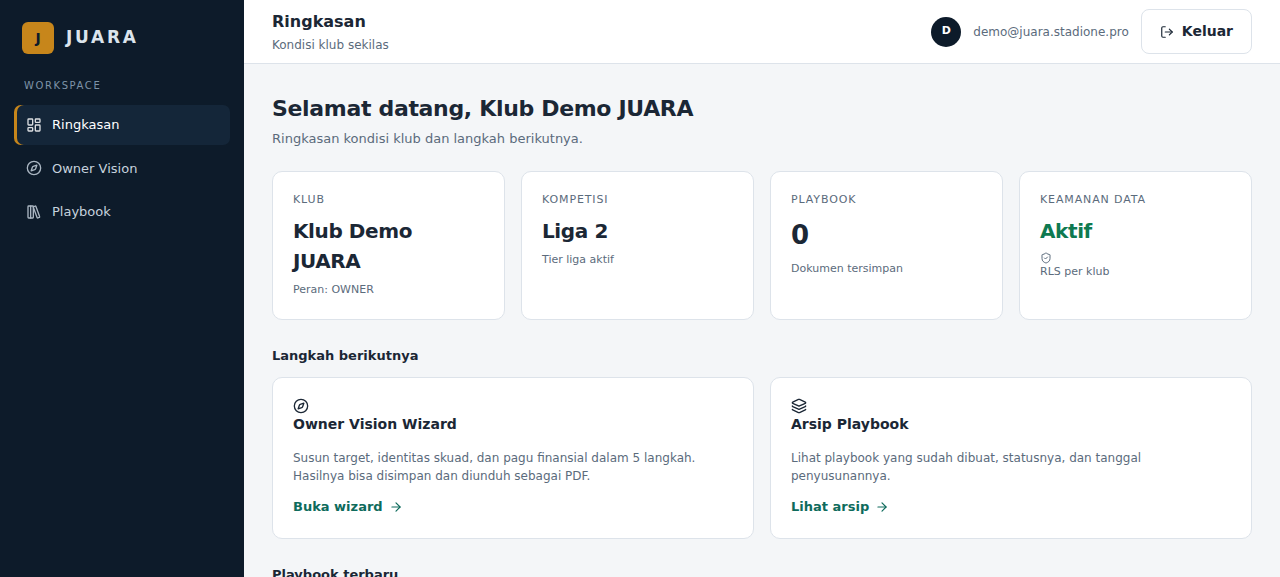 J JUARA
WORKSPACE
Ringkasan
Owner Vision
Playbook
Ringkasan
Kondisi klub sekilas
D demo@juara.stadione.pro Keluar
Selamat datang, Klub Demo JUARA
Ringkasan kondisi klub dan langkah berikutnya.
KLUB
Klub Demo
JUARA
Peran: OWNER
KOMPETISI
Liga 2
Tier liga aktif
PLAYBOOK
0
Dokumen tersimpan
KEAMANAN DATA
Aktif
RLS per klub
Langkah berikutnya
Owner Vision Wizard
Susun target, identitas skuad, dan pagu finansial dalam 5 langkah.
Hasilnya bisa disimpan dan diunduh sebagai PDF.
Buka wizard
Arsip Playbook
Lihat playbook yang sudah dibuat, statusnya, dan tanggal
penyusunannya.
Lihat arsip
Playbook terbaru